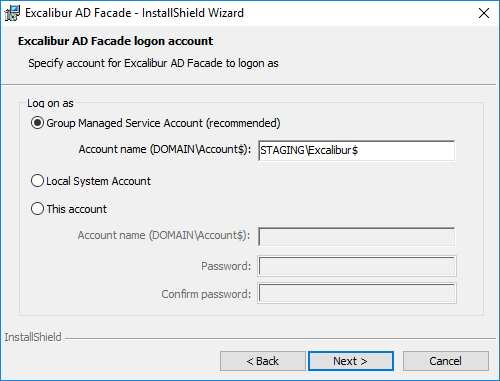 Excalibur AD Facade - InstallShield Wizard
Excalibur AD Facade logon account
Specify account for Excalibur AD Facade to logon as
Log on as
Group Managed Service Account (recommended)
Account name (DOMAIN\Account$): STAGING\Excalibur$
Local System Account
This account
Account name (DOMAIN\Account$):
Password:
Confirm password:
InstallShield
< Back Next > Cancel